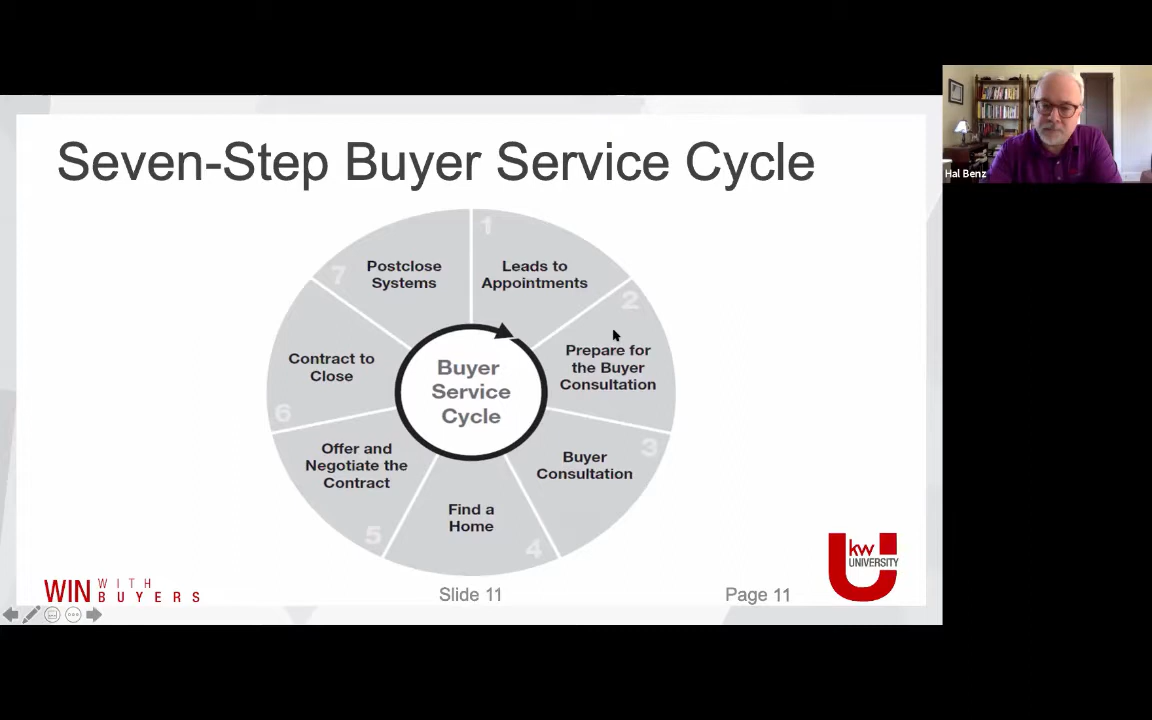 Seven-Step Buyer Service Cycle
Hal Benz
1
Leads to
Appointments
2
Prepare for
the Buyer
Consultation
3
Buyer
Consultation
4
Find a
Home
5
Offer and
Negotiate the
Contract
6
Contract to
Close
7
Postclose
Systems
Buyer
Service
Cycle
WIN WITH
BUYERS
Slide 11
Page 11
kw
UNIVERSITY